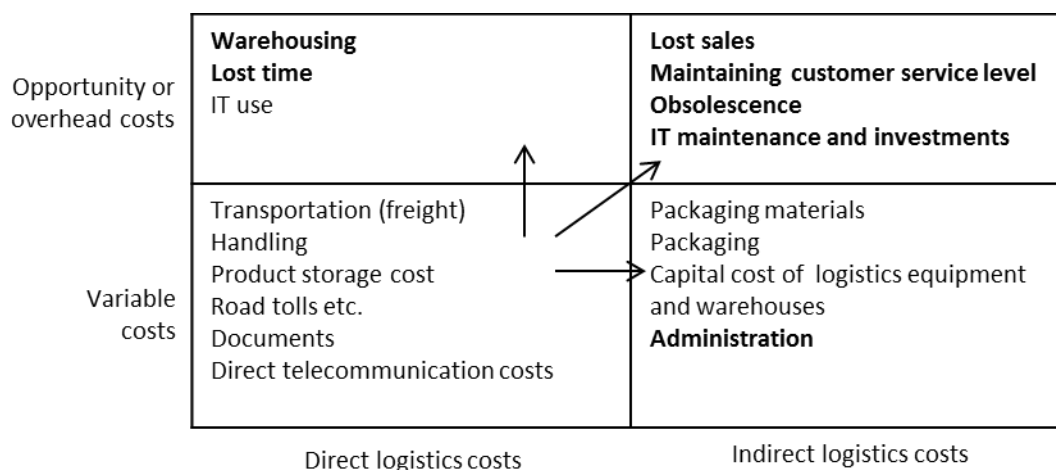 Opportunity or
overhead costs
Warehousing
Lost time
IT use
Lost sales
Maintaining customer service level
Obsolescence
IT maintenance and investments
Variable
costs
Transportation (freight)
Handling
Product storage cost
Road tolls etc.
Documents
Direct telecommunication costs
Packaging materials
Packaging
Capital cost of logistics equipment
and warehouses
Administration
Direct logistics costs
Indirect logistics costs